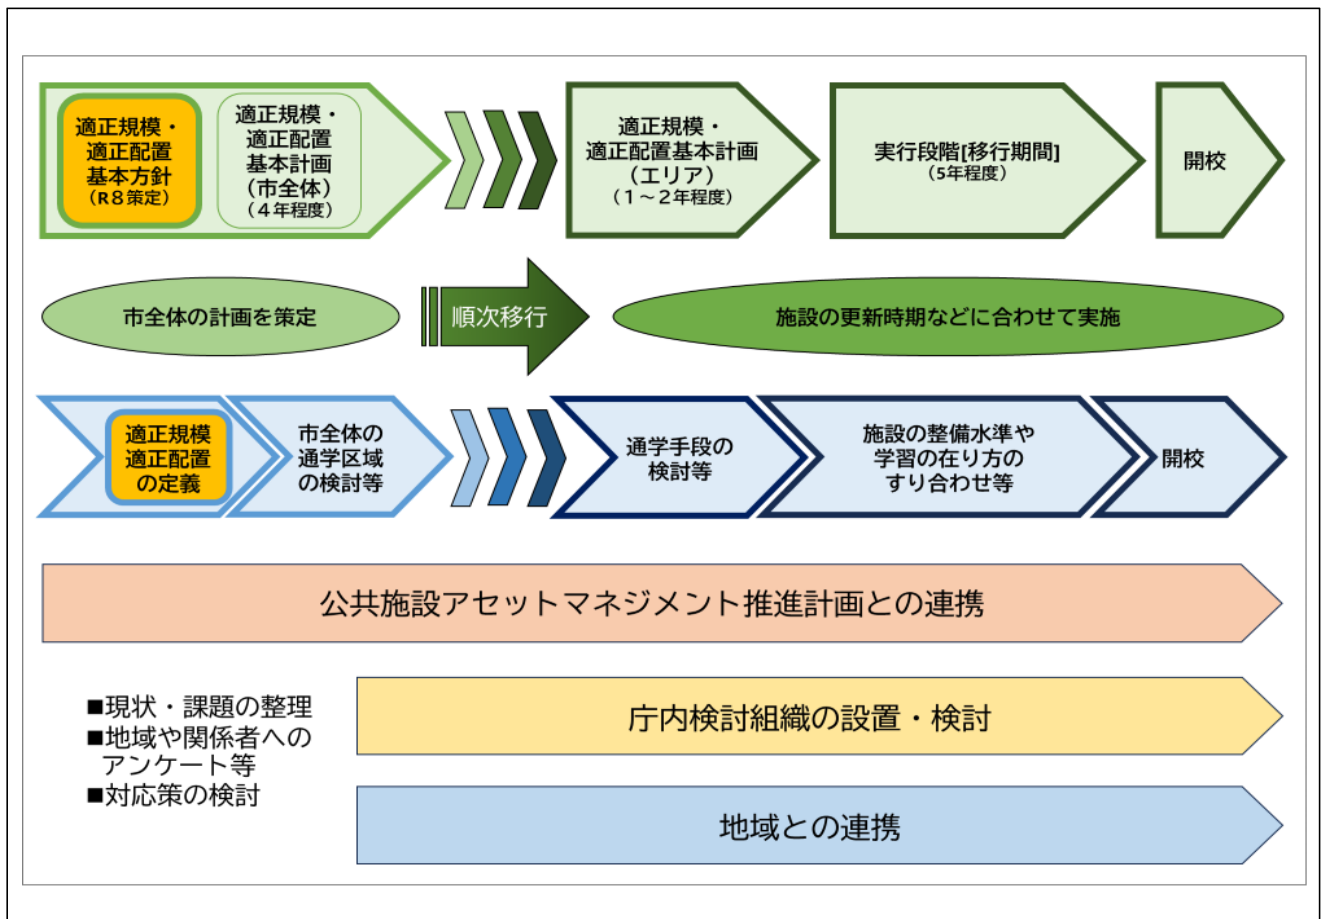 適正規模・
適正配置
基本方針
（R８策定）
適正規模・
適正配置
基本計画
（市全体）
（４年程度）
適正規模・
適正配置基本計画
（エリア）
（１～２年程度）
実行段階[移行期間]
（5年程度）
開校
市全体の計画を策定
順次移行
施設の更新時期などに合わせて実施
適正規模
適正配置
の定義
市全体の
通学区域
の検討等
通学手段の
検討等
施設の整備水準や
学習の在り方の
すり合わせ等
開校
公共施設アセットマネジメント推進計画との連携
■現状・課題の整理
■地域や関係者への
アンケート等
■対応策の検討
庁内検討組織の設置・検討
地域との連携